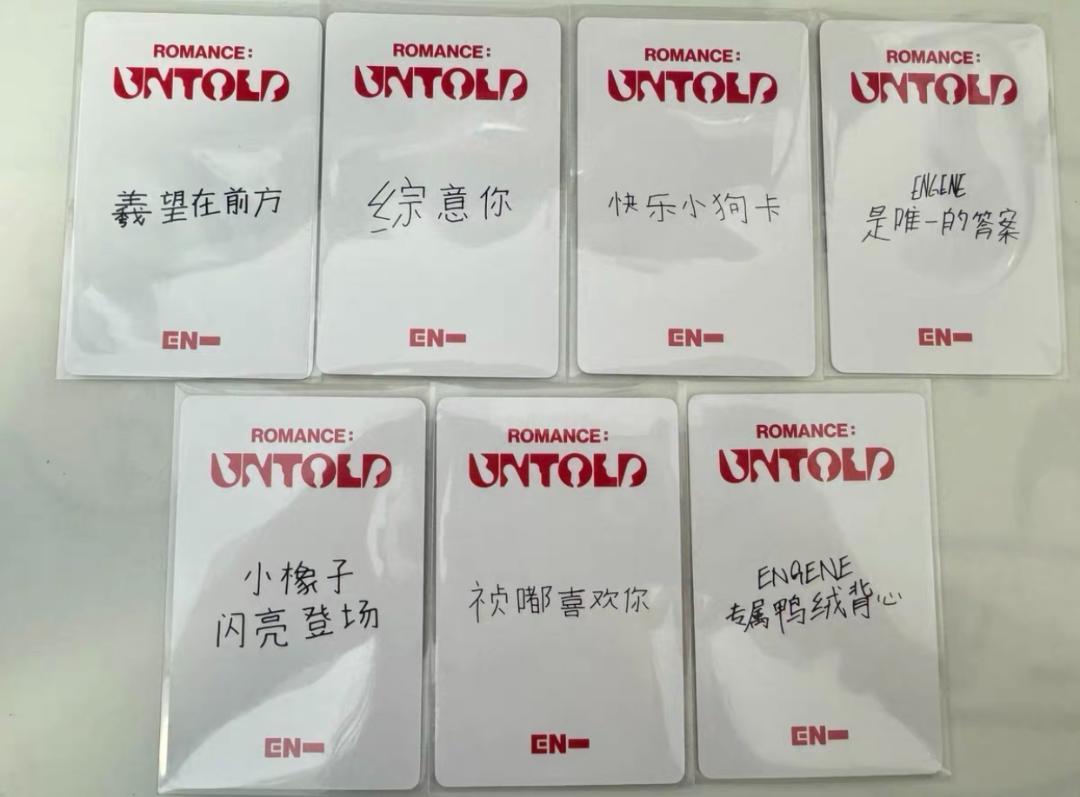 ROMANCE:
UNTOLD
羲望在前方
EN-
ROMANCE:
UNTOLD
综意你
EN-
ROMANCE:
UNTOLD
快乐小狗卡
EN-
ROMANCE:
UNTOLD
ENGENE
是唯一的答案
EN-
ROMANCE:
UNTOLD
小橡子
闪亮登场
EN-
ROMANCE:
UNTOLD
祯嘟喜欢你
EN-
ROMANCE:
UNTOLD
ENGENE
专属鸭绒背心
EN-